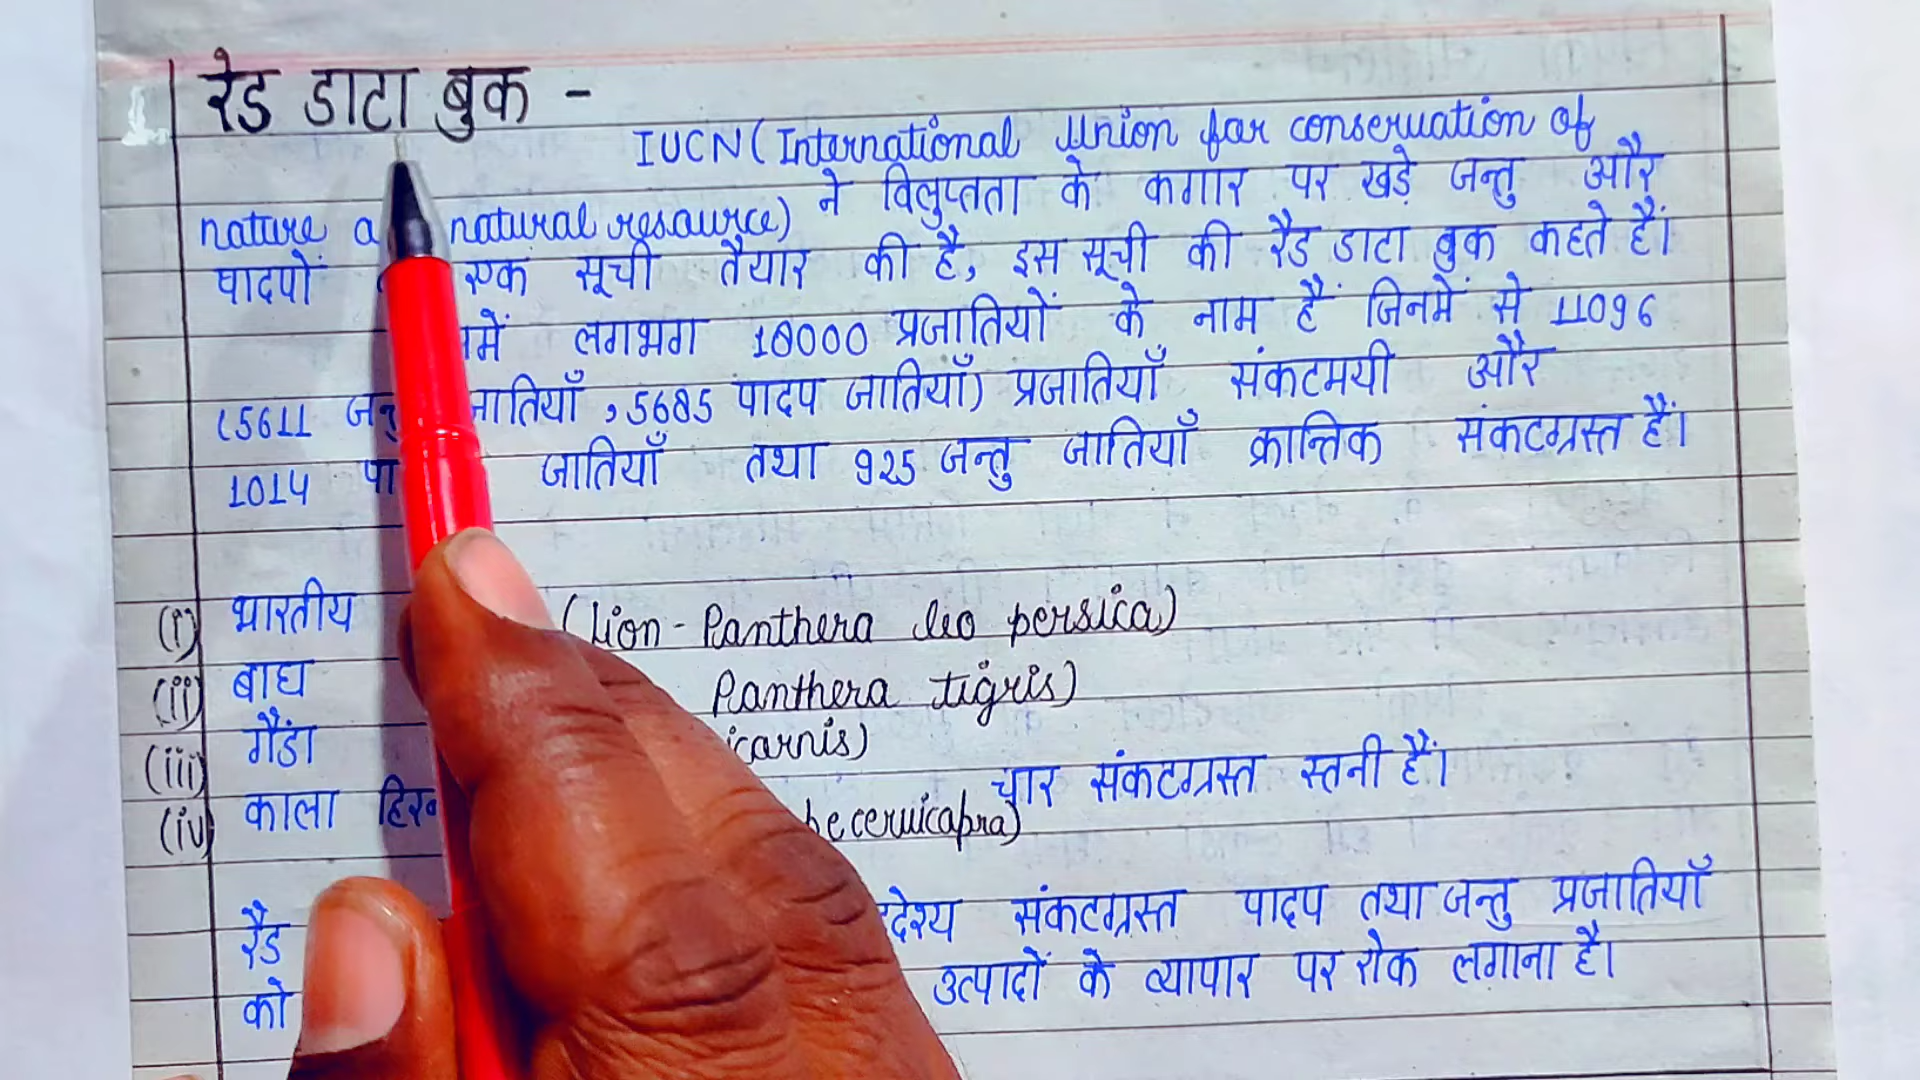 रेड डाटा बुक -
IUCN (International Union for conservation of
nature a natural resource) ने विलुप्तता के कगार पर खडे जन्तु और
पादपों एक सूची तैयार की है, इस सूची की रैड डाटा बुक कहते हैं।
में लगभग 18000 प्रजातियों के नाम हैं जिनमें से 11096
(5611 जन्तु जातियाँ, 5685 पादप जातियाँ) प्रजातियाँ संकटमयी और
1014 पा जातियाँ तथा 925 जन्तु जातियाँ क्रान्तिक संकटग्रस्त हैं।
(i) भारतीय (Lion - Panthera leo persica)
(ii) बाघ Panthera tigris)
(iii) गैंडा icornis)
चार संकटग्रस्त स्तनी हैं।
(iv) काला हिरन cervicapra)
रैड संकटग्रस्त पादप तथा जन्तु प्रजातियाँ
को उत्पादों के व्यापार पर रोक लगाना है।